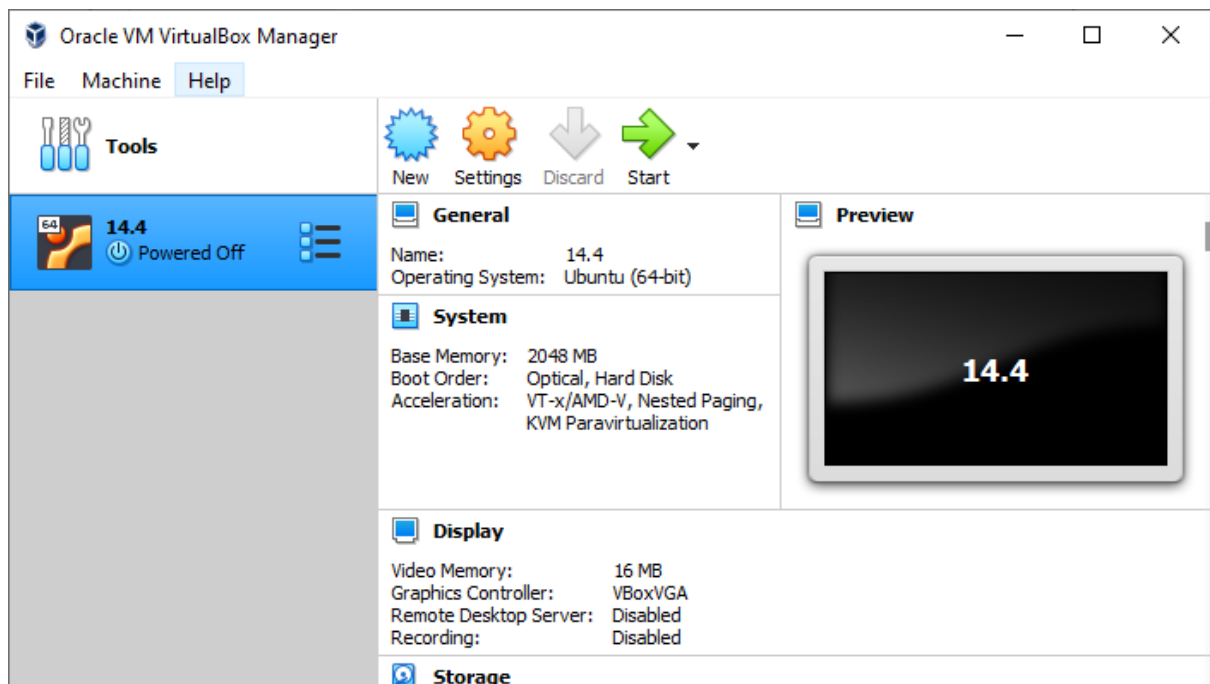 Oracle VM VirtualBox Manager
File Machine Help
Tools
New Settings Discard Start
64
14.4
Powered Off
General
Name: 14.4
Operating System: Ubuntu (64-bit)
System
Base Memory: 2048 MB
Boot Order: Optical, Hard Disk
Acceleration: VT-x/AMD-V, Nested Paging,
KVM Paravirtualization
Preview
14.4
Display
Video Memory: 16 MB
Graphics Controller: VBoxVGA
Remote Desktop Server: Disabled
Recording: Disabled
Storage